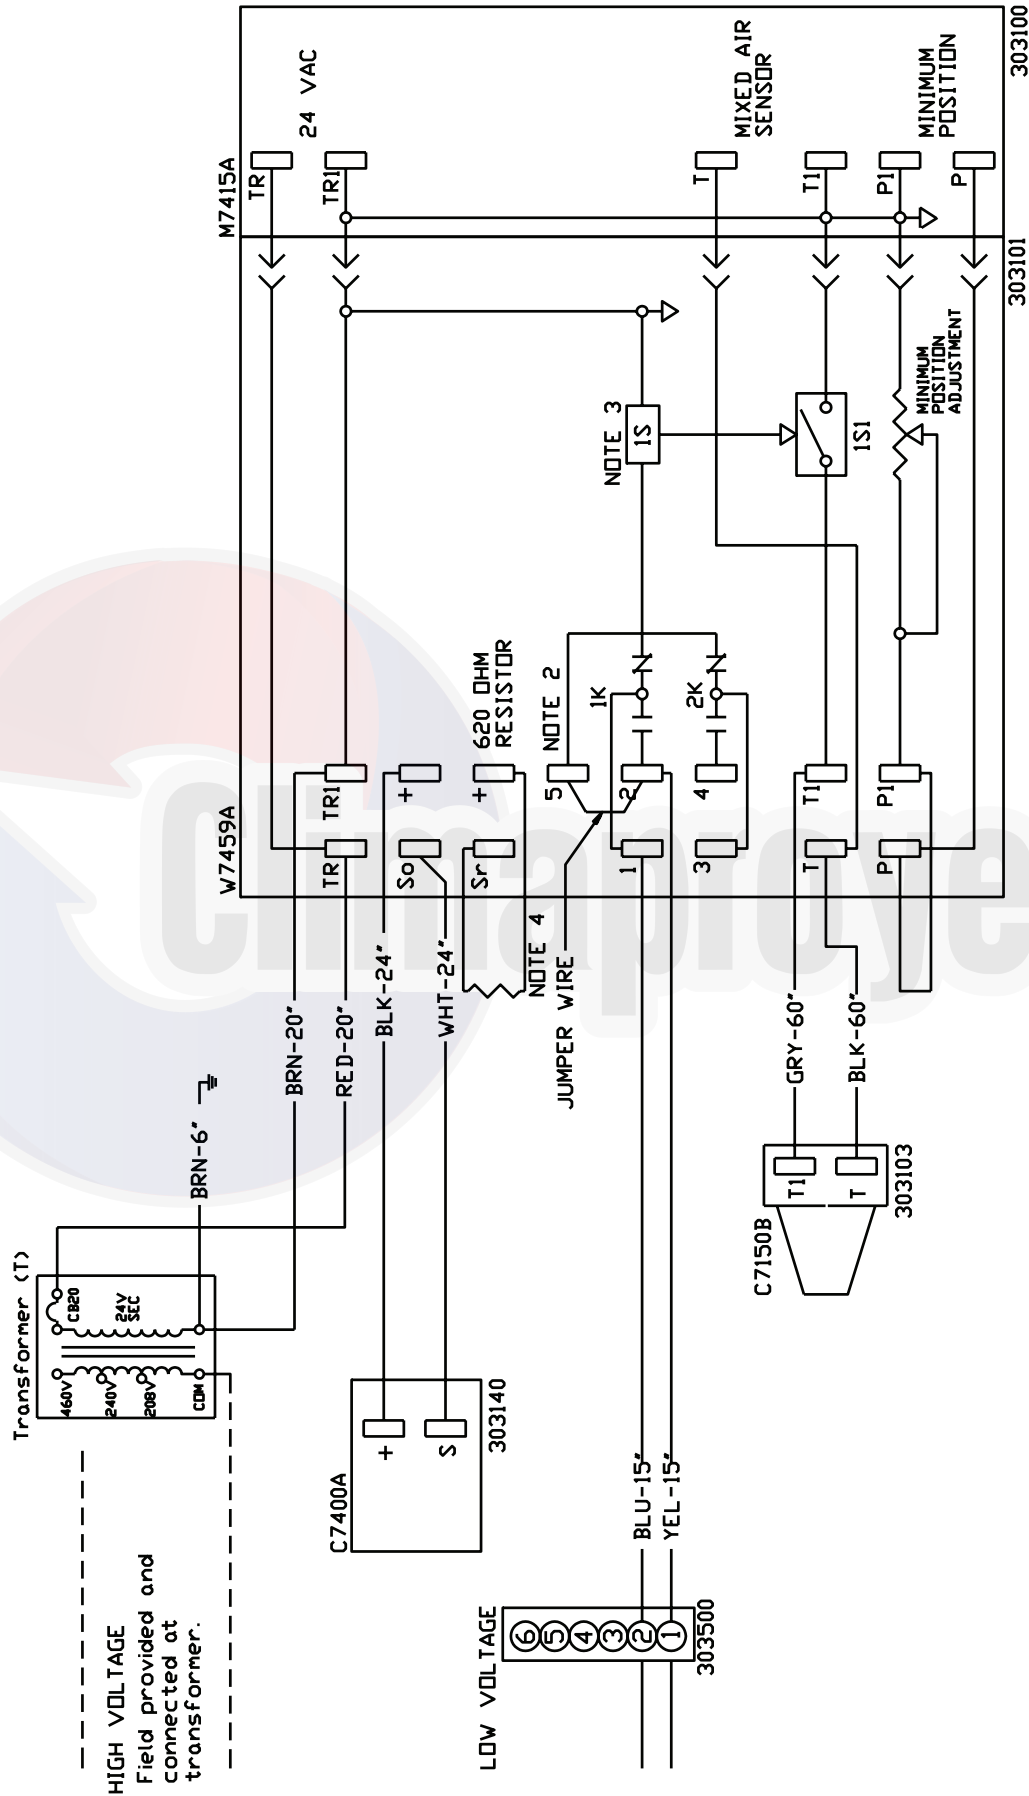 HIGH VOLTAGE
Field provided and
connected at
transformer.
Transformer (T)
460V
240V
208V
COM
CB20
24V
SEC
BRN-6"
BRN-20"
RED-20"
BLK-24"
WHT-24"
C7400A
+
S
303140
LOW VOLTAGE
6
5
4
3
2
1
303500
BLU-15"
YEL-15"
C7150B
T1
T
303103
GRY-60"
BLK-60"
JUMPER WIRE
NOTE 4
W7459A
TR
TR1
So
+
Sr
+
620 OHM
RESISTOR
NOTE 2
5
1
2
3
4
1K
2K
T
T1
P
P1
NOTE 3
1S
1S1
MINIMUM
POSITION
ADJUSTMENT
303101
M7415A
TR
TR1
24 VAC
T
MIXED AIR
SENSOR
T1
P1
P
MINIMUM
POSITION
303100
Climaproye